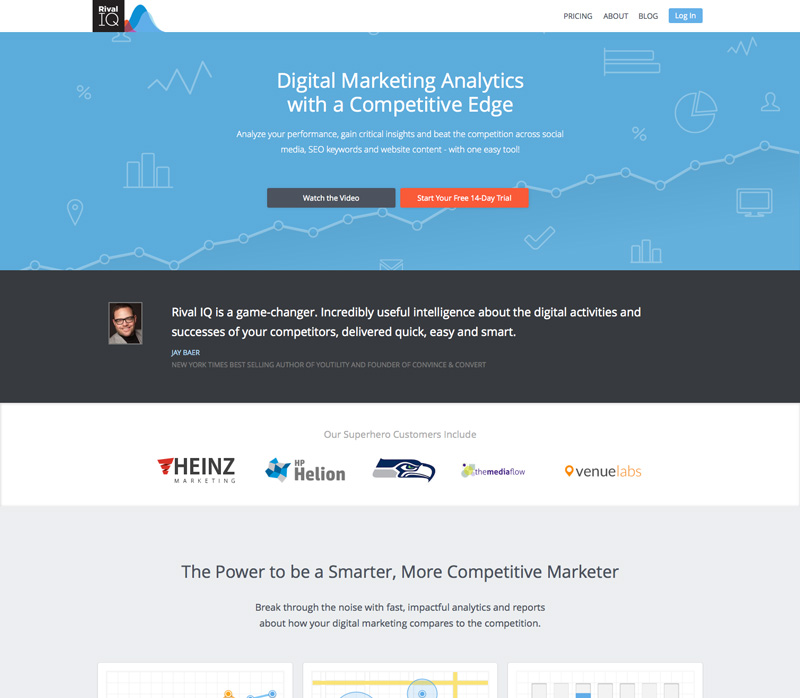 Rival
IQ
PRICING
ABOUT
BLOG
Log In
Digital Marketing Analytics
with a Competitive Edge
Analyze your performance, gain critical insights and beat the competition across social
media, SEO keywords and website content - with one easy tool!
Watch the Video
Start Your Free 14-Day Trial
Rival IQ is a game-changer. Incredibly useful intelligence about the digital activities and
successes of your competitors, delivered quick, easy and smart.
JAY BAER
NEW YORK TIMES BEST SELLING AUTHOR OF YOUTILITY AND FOUNDER OF CONVINCE & CONVERT
Our Superhero Customers Include
HEINZ
MARKETING
HP
Helion
themediaflow
venuelabs
The Power to be a Smarter, More Competitive Marketer
Break through the noise with fast, impactful analytics and reports
about how your digital marketing compares to the competition.